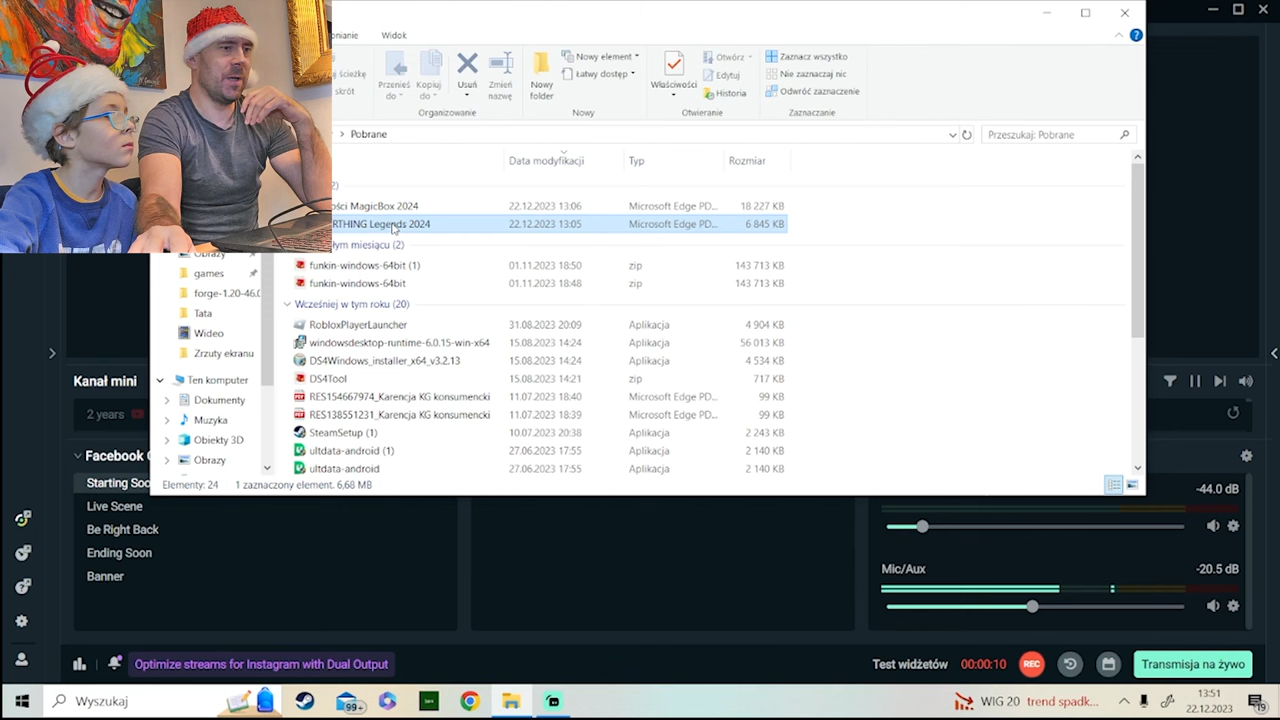 onianie Widok
ścieżkę
skrót
Przenieś do
Kopiuj do
Usuń
Zmień nazwę
Organizowanie
Nowy folder
Nowy element
Łatwy dostęp
Nowy
Właściwości
Otwórz
Edytuj
Historia
Otwieranie
Zaznacz wszystko
Nie zaznaczaj nic
Odwróć zaznaczenie
Zaznaczanie
> Pobrane
Przeszukaj: Pobrane
Data modyfikacji Typ Rozmiar
2)
ości MagicBox 2024 22.12.2023 13:06 Microsoft Edge PD... 18 227 KB
RTHING Legends 2024 22.12.2023 13:05 Microsoft Edge PD... 6 845 KB
łym miesiącu (2)
funkin-windows-64bit (1) 01.11.2023 18:50 zip 143 713 KB
funkin-windows-64bit 01.11.2023 18:48 zip 143 713 KB
Wcześniej w tym roku (20)
RobloxPlayerLauncher 31.08.2023 20:09 Aplikacja 4 904 KB
windowsdesktop-runtime-6.0.15-win-x64 15.08.2023 14:24 Aplikacja 56 013 KB
DS4Windows_installer_x64_v3.2.13 15.08.2023 14:24 Aplikacja 4 534 KB
DS4Tool 15.08.2023 14:21 zip 717 KB
RES154667974_Karencja KG konsumencki 11.07.2023 18:40 Microsoft Edge PD... 99 KB
RES138551231_Karencja KG konsumencki 11.07.2023 18:39 Microsoft Edge PD... 99 KB
SteamSetup (1) 10.07.2023 20:38 Aplikacja 2 243 KB
ultdata-android (1) 27.06.2023 17:55 Aplikacja 2 140 KB
ultdata-android 27.06.2023 17:55 Aplikacja 2 140 KB
Obrazy
games
forge-1.20-46.0
Tata
Wideo
Zrzuty ekranu
Ten komputer
Dokumenty
Muzyka
Obiekty 3D
Obrazy
Elementy: 24 1 zaznaczony element. 6,68 MB
Kanał mini
2 years
Facebook
Starting Soo
Live Scene
Be Right Back
Ending Soon
Banner
-44.0 dB
Mic/Aux -20.5 dB
Optimize streams for Instagram with Dual Output
Test widżetów 00:00:10 REC Transmisja na żywo
Wyszukaj
99+
WIG 20 trend spadk...
13:51
22.12.2023
19